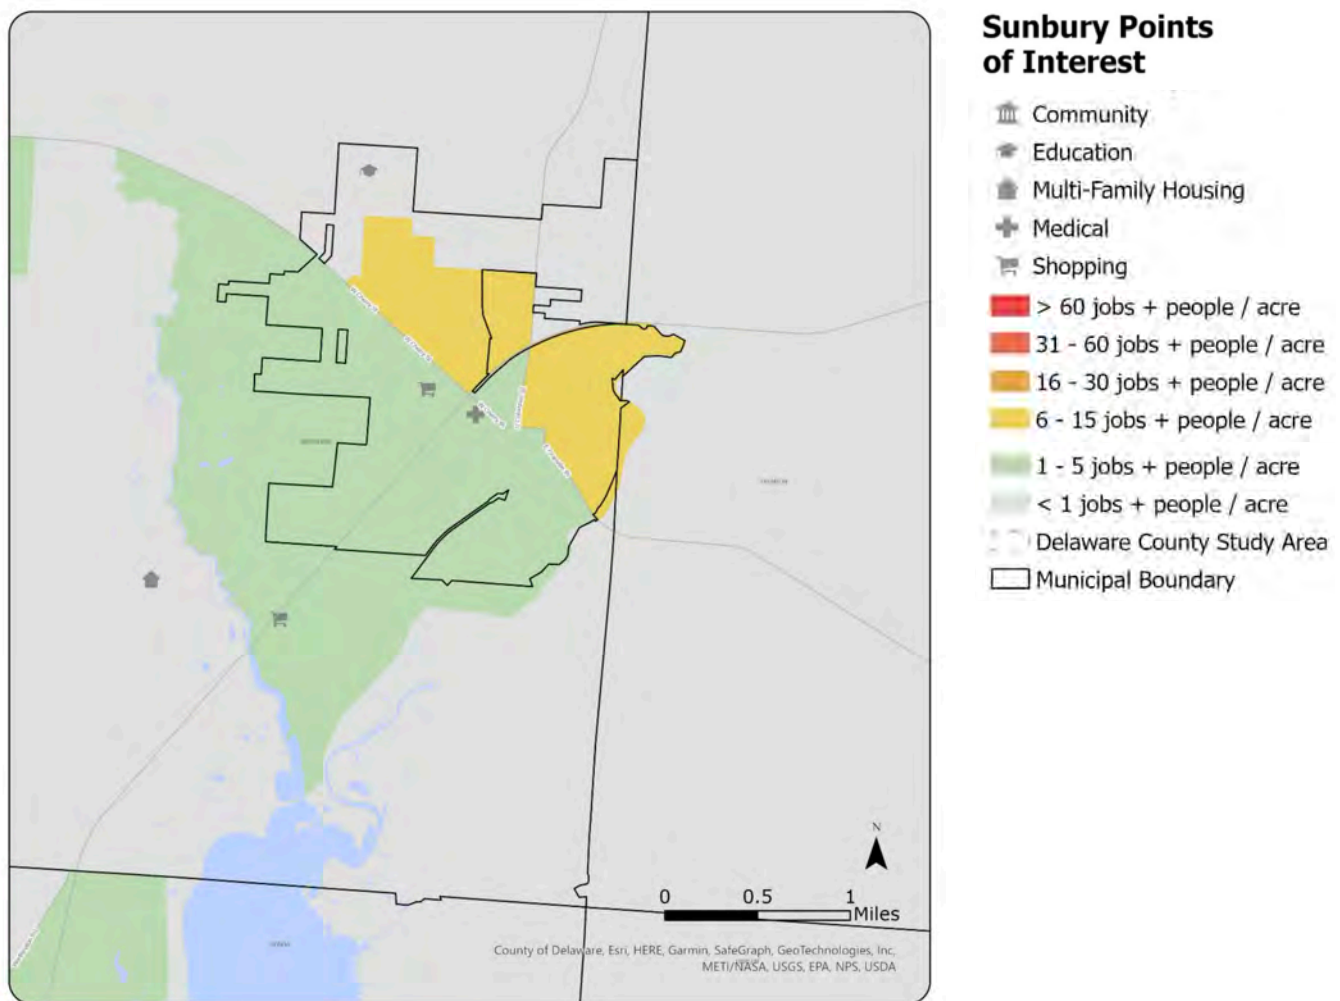 Sunbury Points
of Interest
Community
Education
Multi-Family Housing
Medical
Shopping
> 60 jobs + people / acre
31 - 60 jobs + people / acre
16 - 30 jobs + people / acre
6 - 15 jobs + people / acre
1 - 5 jobs + people / acre
< 1 jobs + people / acre
Delaware County Study Area
Municipal Boundary
N
0 0.5 1
Miles
County of Delaware, Esri, HERE, Garmin, SafeGraph, GeoTechnologies, Inc,
METI/NASA, USGS, EPA, NPS, USDA